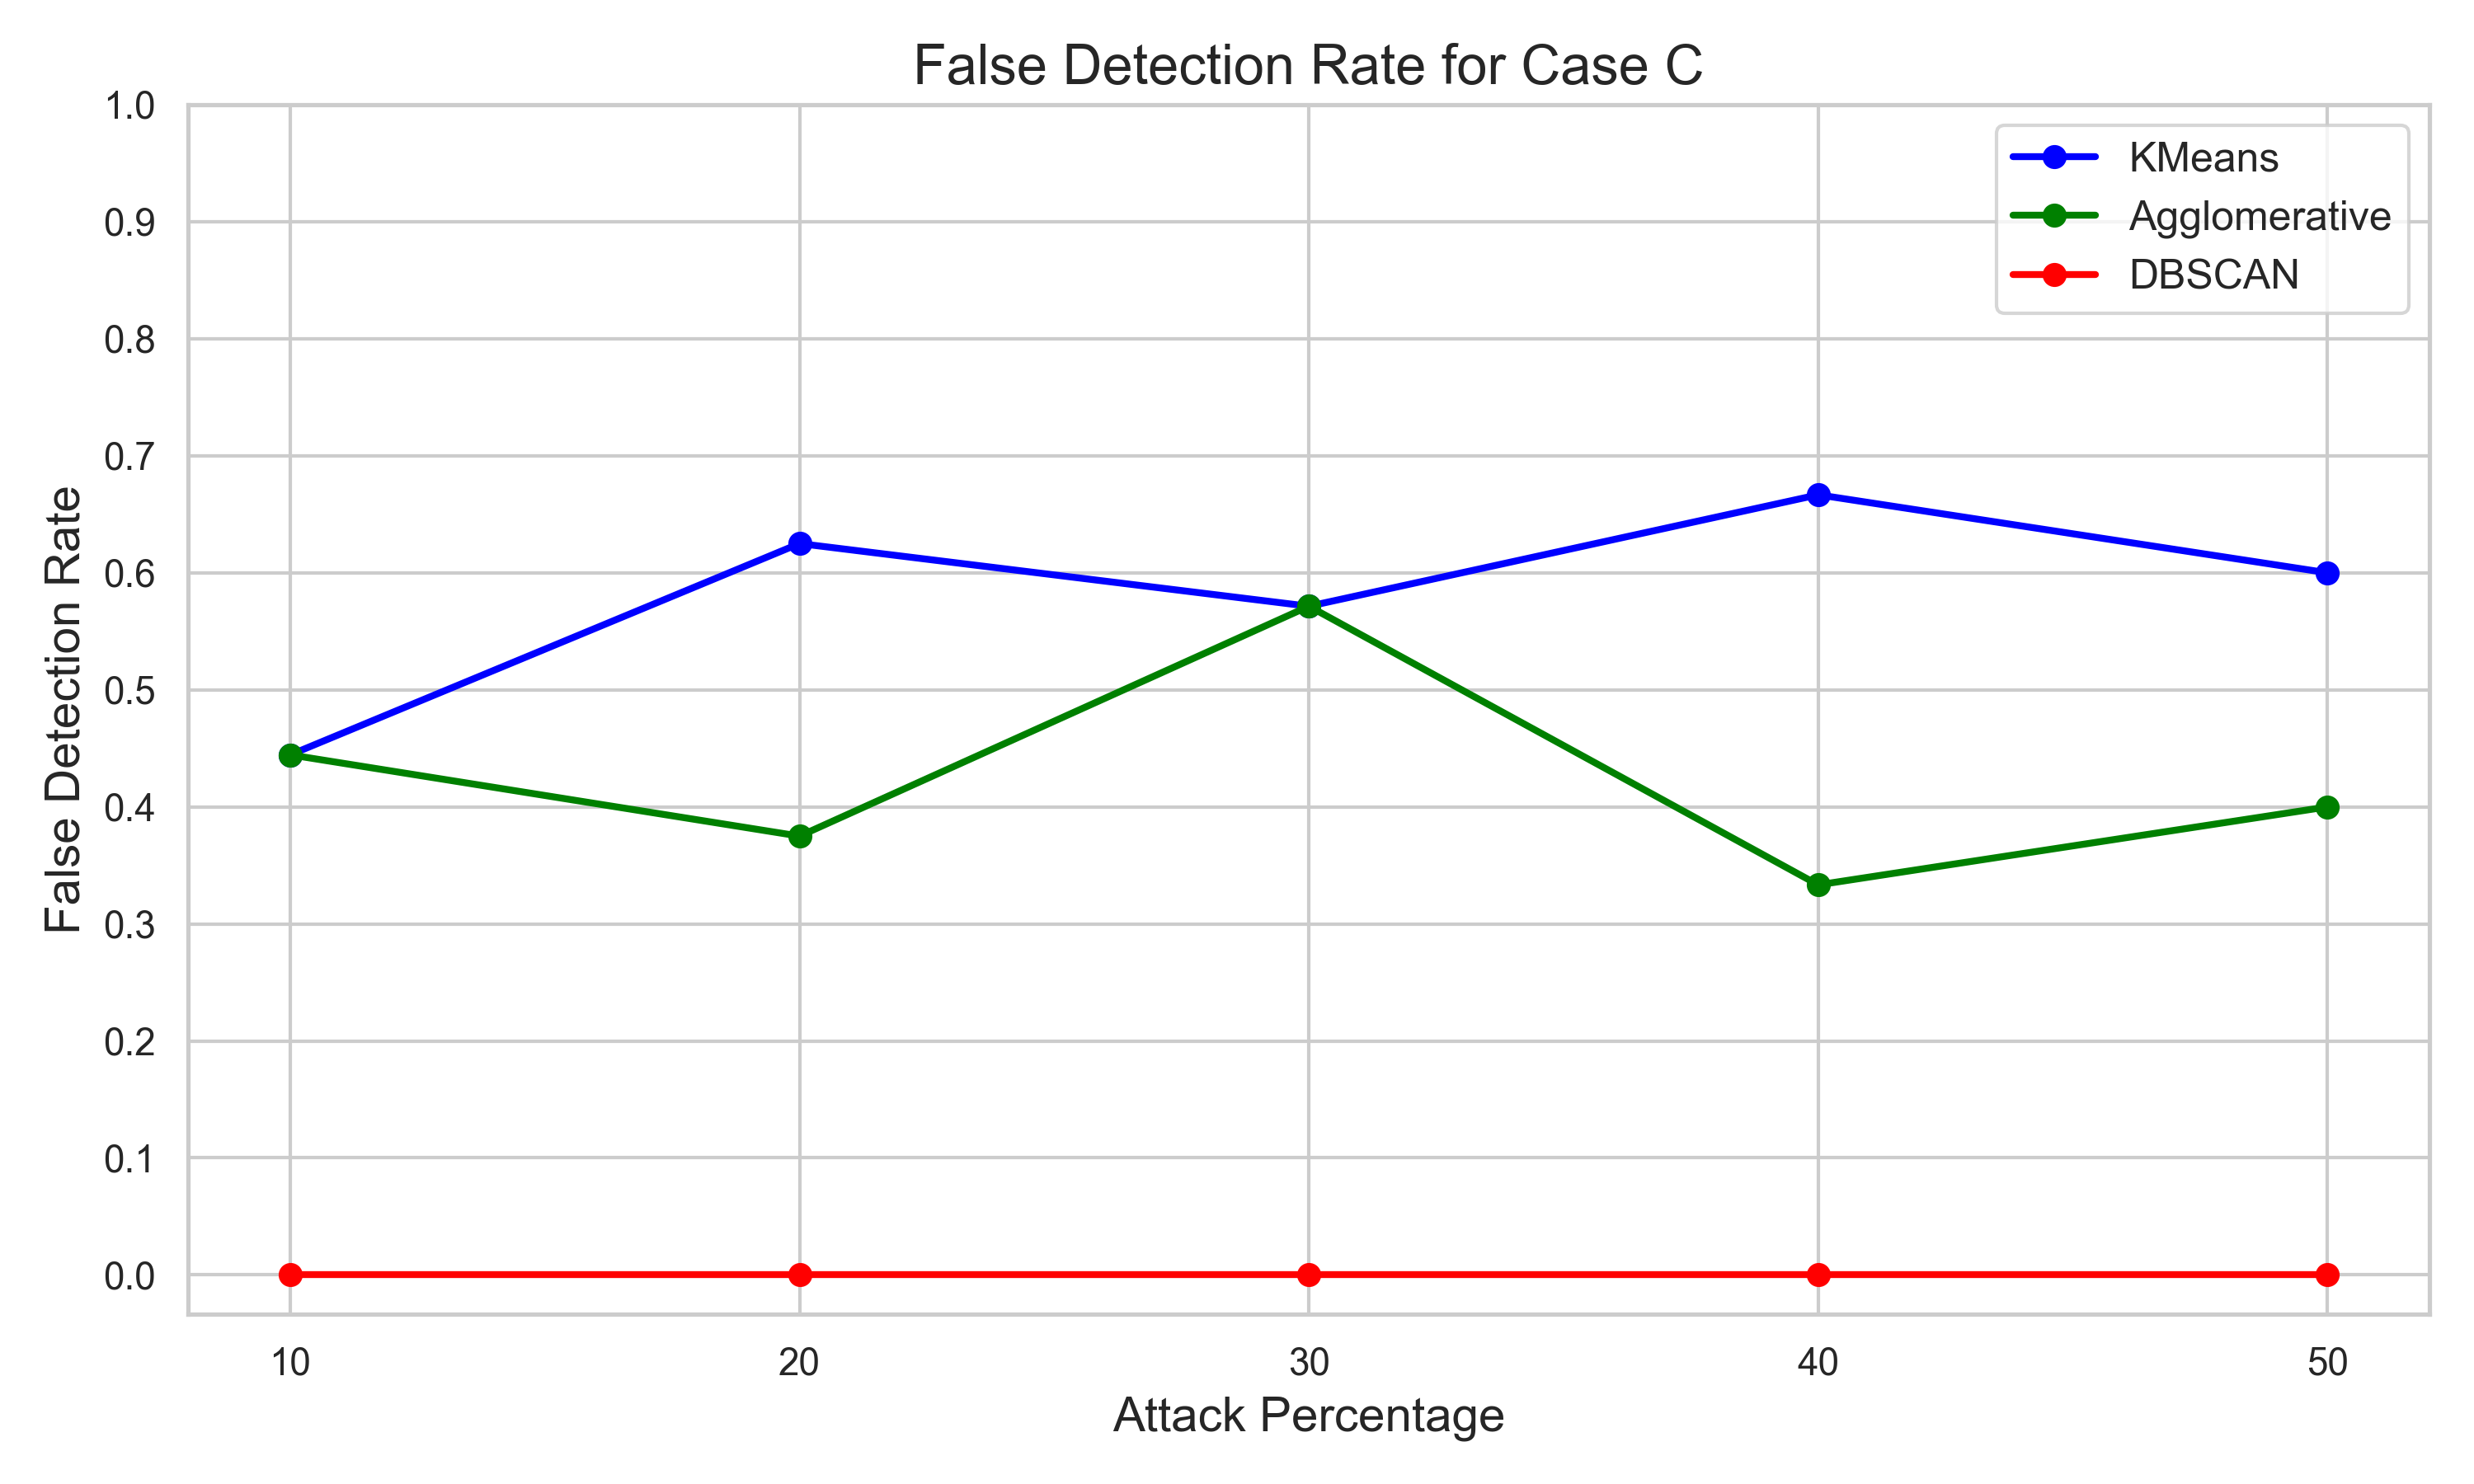 False Detection Rate for Case C
1.0
0.9
0.8
0.7
0.6
0.5
0.4
0.3
0.2
0.1
0.0
False Detection Rate
KMeans
Agglomerative
DBSCAN
10 20 30 40 50
Attack Percentage